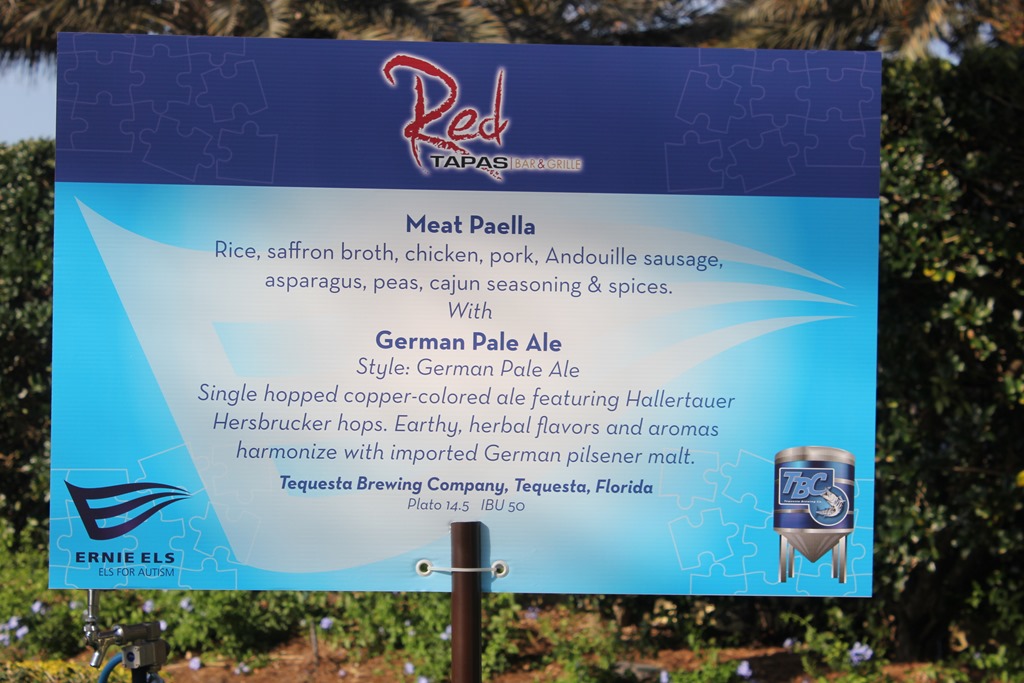 Red
TAPAS BAR & GRILLE
Meat Paella
Rice, saffron broth, chicken, pork, Andouille sausage,
asparagus, peas, cajun seasoning & spices.
With
German Pale Ale
Style: German Pale Ale
Single hopped copper-colored ale featuring Hallertauer
Hersbrucker hops. Earthy, herbal flavors and aromas
harmonize with imported German pilsener malt.
Tequesta Brewing Company, Tequesta, Florida
Plato 14.5 IBU 50
ERNIE ELS
ELS FOR AUTISM
TBC